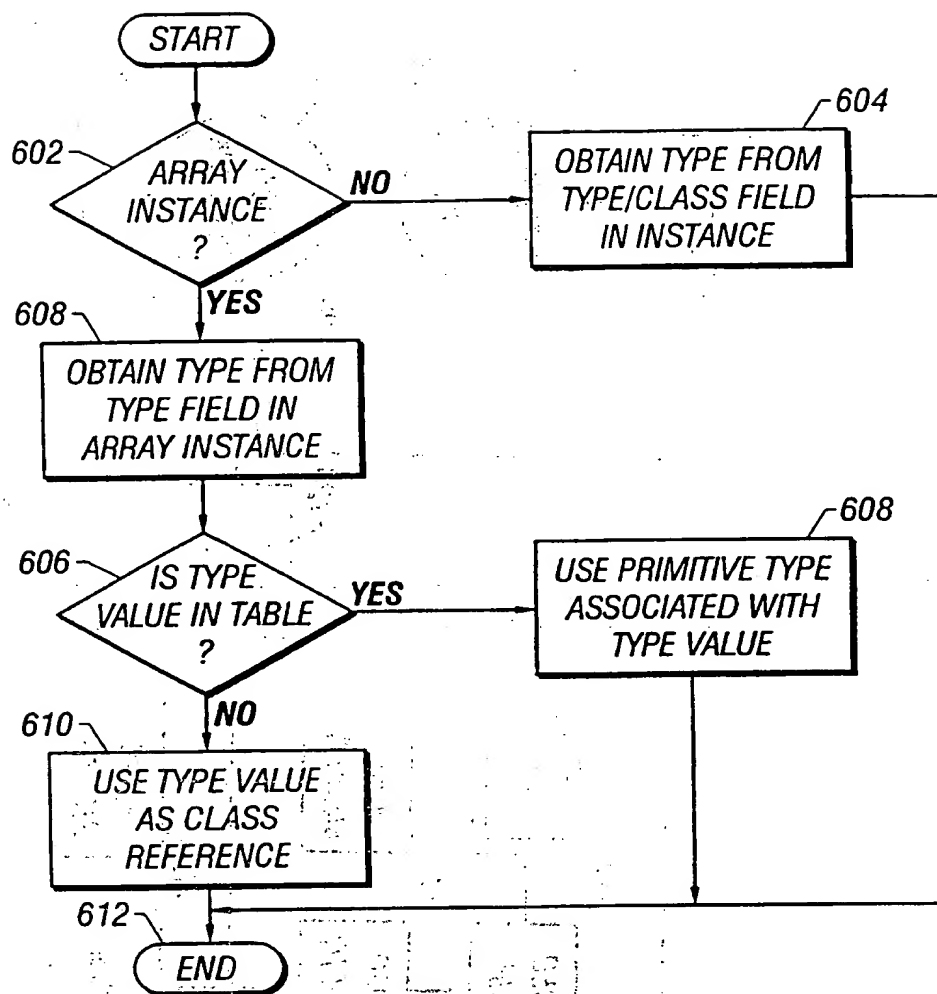 START
602
ARRAY
INSTANCE
?
NO
604
OBTAIN TYPE FROM
TYPE/CLASS FIELD
IN INSTANCE
YES
608
OBTAIN TYPE FROM
TYPE FIELD IN
ARRAY INSTANCE
606
IS TYPE
VALUE IN TABLE
?
YES
608
USE PRIMITIVE TYPE
ASSOCIATED WITH
TYPE VALUE
NO
610
USE TYPE VALUE
AS CLASS
REFERENCE
612
END